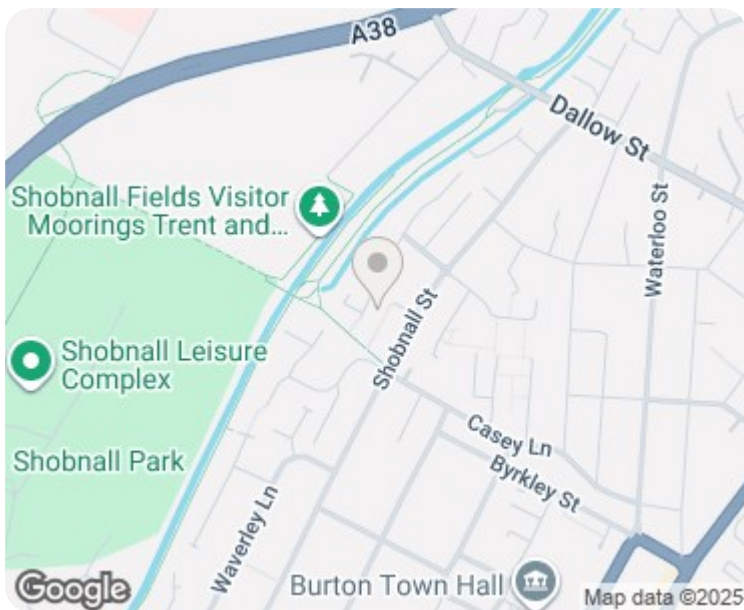 A38
Dallow St
Shobnall Fields Visitor
Moorings Trent and...
Waterloo St
Shobnall St
Shobnall Leisure
Complex
Casey Ln
Shobnall Park
Byrkley St
Waverley Ln
Burton Town Hall
Google
Map data ©2025